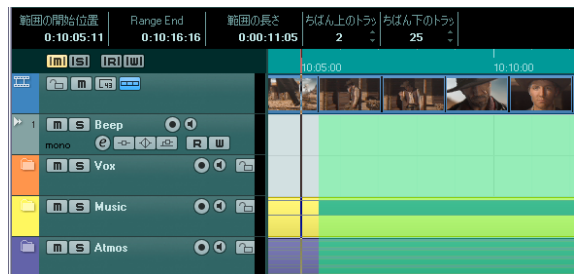 範囲の開始位置 Range End 範囲の長さ ちばん上のトラッ ちばん下のトラッ
0:10:05:11 0:10:16:16 0:00:11:05 2 25
m S R W
10:05:00 10:10:00
m 4/3
1 m S Beep
mono e R W
m S Vox
m S Music
m S Atmos